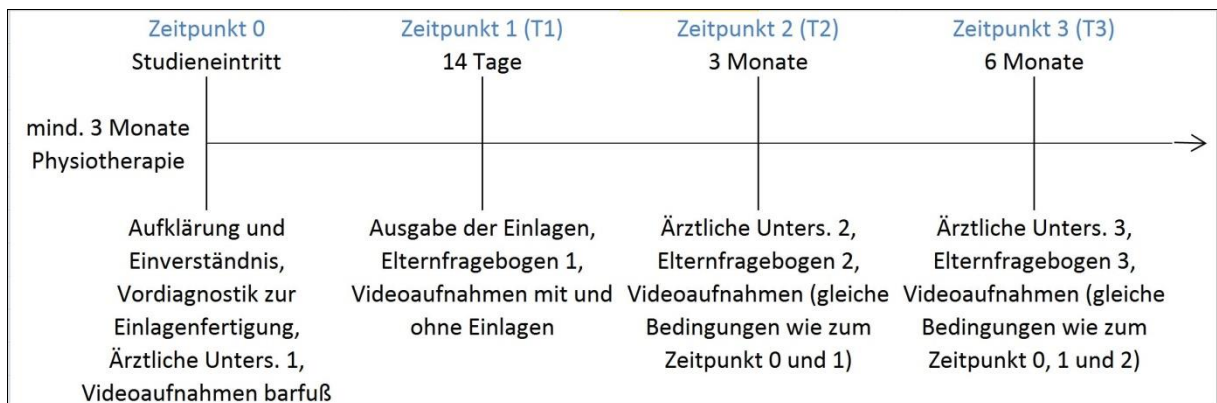 Zeitpunkt 0
Studieneintritt
Zeitpunkt 1 (T1)
14 Tage
Zeitpunkt 2 (T2)
3 Monate
Zeitpunkt 3 (T3)
6 Monate
mind. 3 Monate
Physiotherapie
Aufklärung und
Einverständnis,
Vordiagnostik zur
Einlagenfertigung,
Ärztliche Unters. 1,
Videoaufnahmen barfuß
Ausgabe der Einlagen,
Elternfragebogen 1,
Videoaufnahmen mit und
ohne Einlagen
Ärztliche Unters. 2,
Elternfragebogen 2,
Videoaufnahmen (gleiche
Bedingungen wie zum
Zeitpunkt 0 und 1)
Ärztliche Unters. 3,
Elternfragebogen 3,
Videoaufnahmen (gleiche
Bedingungen wie zum
Zeitpunkt 0, 1 und 2)